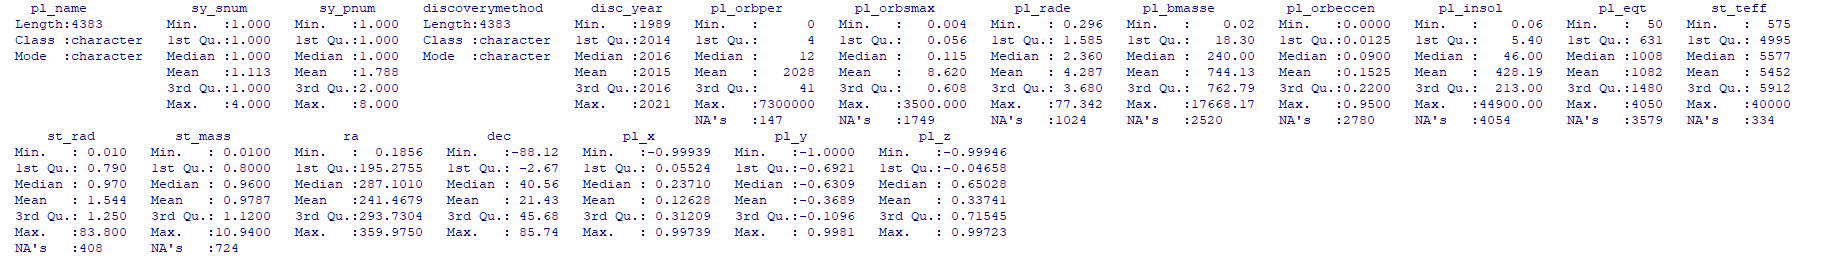 pl_name             sy_snum         sy_pnum      discoverymethod      disc_year      pl_orbper         pl_orbsmax          pl_rade         pl_bmasse        pl_orbeccen       pl_insol            pl_eqt        st_teff
Length:4383        Min.   :1.000   Min.   :1.000   Length:4383        Min.   :1989   Min.   :      0   Min.   :   0.004   Min.   : 0.296   Min.   :    0.02   Min.   :0.0000   Min.   :    0.06   Min.   :  50   Min.   :  575
Class :character   1st Qu.:1.000   1st Qu.:1.000   Class :character   1st Qu.:2014   1st Qu.:      4   1st Qu.:   0.056   1st Qu.: 1.585   1st Qu.:   18.30   1st Qu.:0.0125   1st Qu.:    5.40   1st Qu.: 631   1st Qu.: 4995
Mode  :character   Median :1.000   Median :1.000   Mode  :character   Median :2016   Median :     12   Median :   0.115   Median : 2.360   Median :  240.00   Median :0.0900   Median :   46.00   Median :1008   Median : 5577
Mean   :1.113   Mean   :1.788   Mean   :2015   Mean   :   2028   Mean   :   8.620   Mean   : 4.287   Mean   :  744.13   Mean   :0.1525   Mean   :  428.19   Mean   :1082   Mean   : 5452
3rd Qu.:1.000   3rd Qu.:2.000   3rd Qu.:2016   3rd Qu.:     41   3rd Qu.:   0.608   3rd Qu.: 3.680   3rd Qu.:  762.79   3rd Qu.:0.2200   3rd Qu.:  213.00   3rd Qu.:1480   3rd Qu.: 5912
Max.   :4.000   Max.   :8.000   Max.   :2021   Max.   :7300000   Max.   :3500.000   Max.   :77.342   Max.   :17668.17   Max.   :0.9500   Max.   :44900.00   Max.   :4050   Max.   :40000
NA's   :147   NA's   :1749   NA's   :1024   NA's   :2520   NA's   :2780   NA's   :4054   NA's   :3579   NA's   :334
st_rad          st_mass              ra                dec              pl_x              pl_y              pl_z
Min.   : 0.010   Min.   : 0.0100   Min.   :  0.1856   Min.   :-88.12   Min.   :-0.99939   Min.   :-1.0000   Min.   :-0.99946
1st Qu.: 0.790   1st Qu.: 0.8000   1st Qu.:195.2755   1st Qu.: -2.67   1st Qu.: 0.05524   1st Qu.:-0.6921   1st Qu.:-0.04658
Median : 0.970   Median : 0.9600   Median :287.1010   Median : 40.56   Median : 0.23710   Median :-0.6309   Median : 0.65028
Mean   : 1.544   Mean   : 0.9787   Mean   :241.4679   Mean   : 21.43   Mean   : 0.12628   Mean   :-0.3689   Mean   : 0.33741
3rd Qu.: 1.250   3rd Qu.: 1.1200   3rd Qu.:293.7304   3rd Qu.: 45.68   3rd Qu.: 0.31209   3rd Qu.:-0.1096   3rd Qu.: 0.71545
Max.   :83.800   Max.   :10.9400   Max.   :359.9750   Max.   : 85.74   Max.   : 0.99739   Max.   : 0.9981   Max.   : 0.99723
NA's   :408   NA's   :724